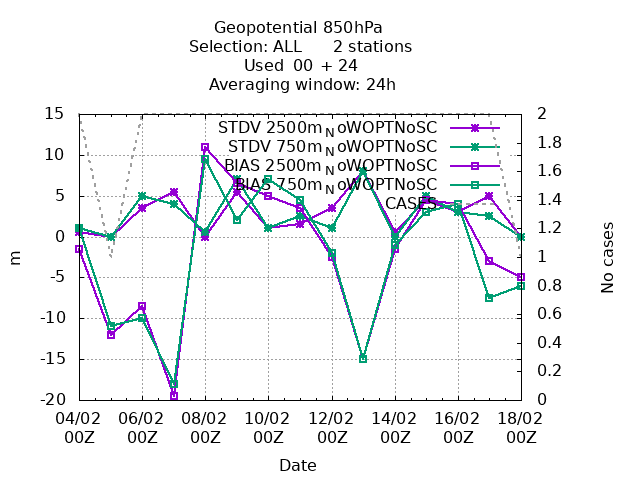 Geopotential 850hPa
Selection: ALL 2 stations
Used 00 + 24
Averaging window: 24h
STDV 2500m_NoWOPTNoSC
STDV 750m_NoWOPTNoSC
BIAS 2500m_NoWOPTNoSC
BIAS 750m_NoWOPTNoSC
CASES
15
10
5
0
-5
-10
-15
-20
m
2
1.8
1.6
1.4
1.2
1
0.8
0.6
0.4
0.2
0
No cases
04/02 06/02 08/02 10/02 12/02 14/02 16/02 18/02
00Z 00Z 00Z 00Z 00Z 00Z 00Z 00Z
Date